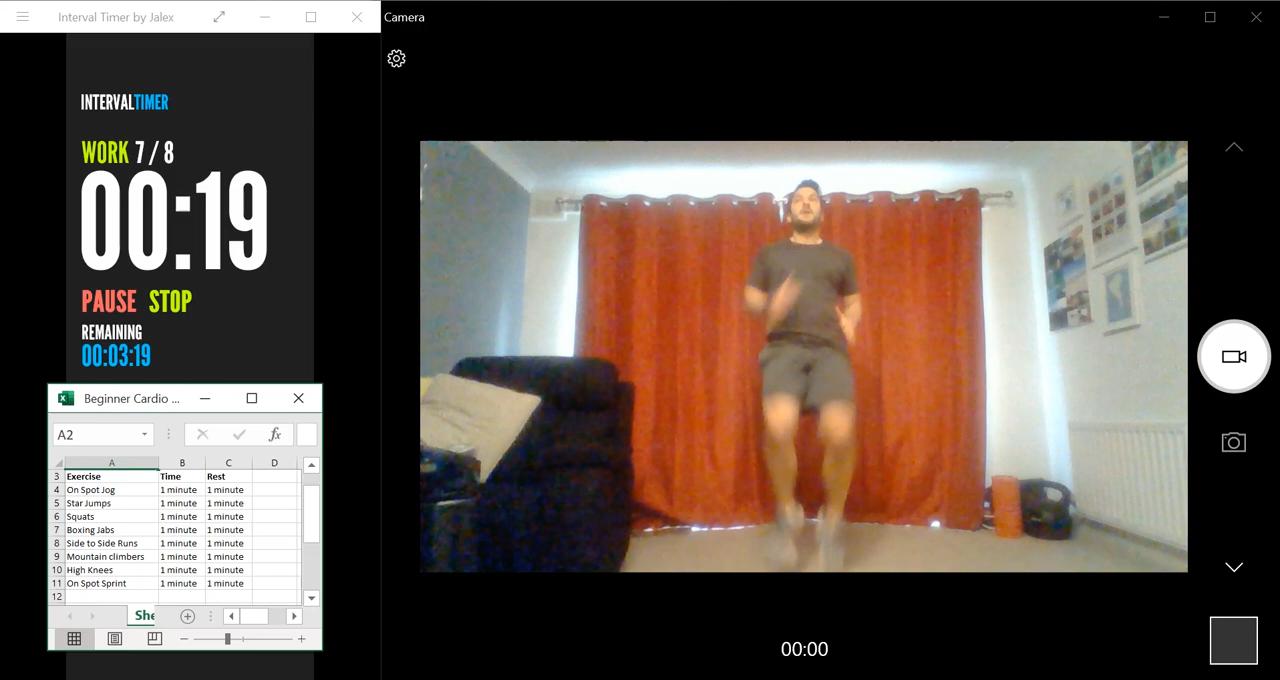 Interval Timer by Jalex
Camera
INTERVALTIMER
WORK 7 / 8
00:19
PAUSE STOP
REMAINING
00:03:19
Beginner Cardio ...
A2
fx
A B C D
3 Exercise Time Rest
4 On Spot Jog 1 minute 1 minute
5 Star Jumps 1 minute 1 minute
6 Squats 1 minute 1 minute
7 Boxing Jabs 1 minute 1 minute
8 Side to Side Runs 1 minute 1 minute
9 Mountain climbers 1 minute 1 minute
10 High Knees 1 minute 1 minute
11 On Spot Sprint 1 minute 1 minute
12
She
00:00